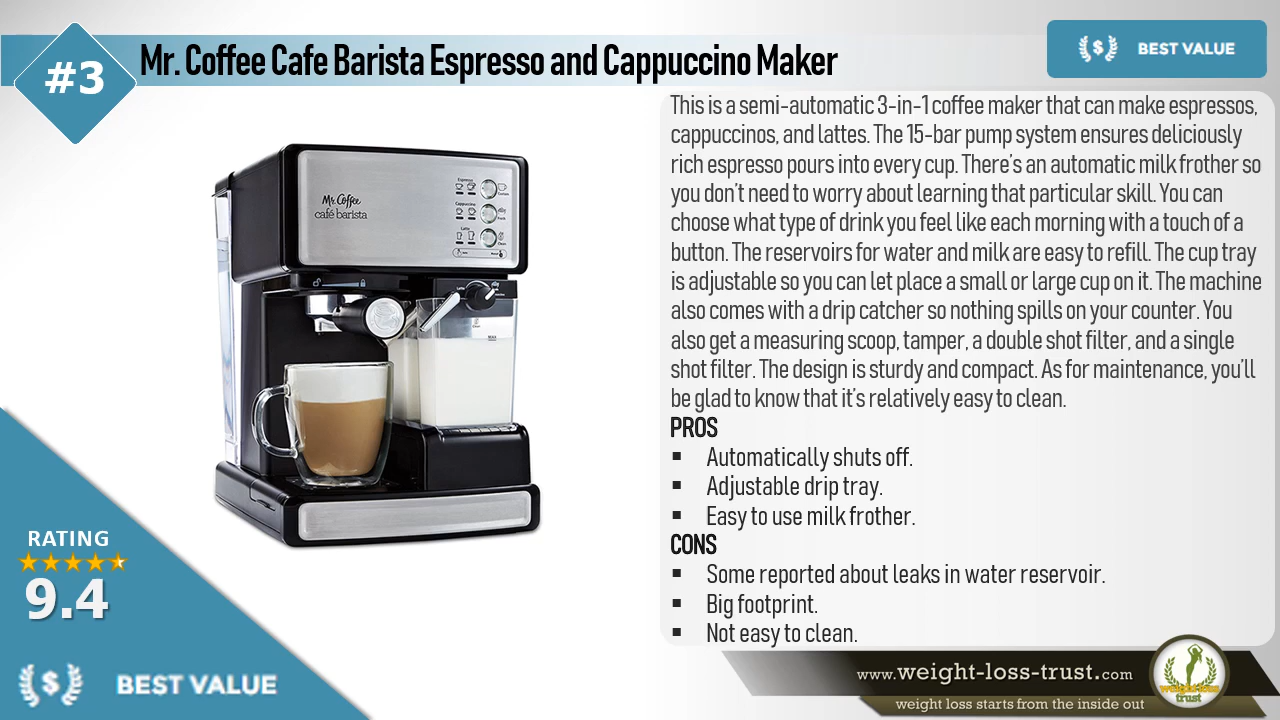 #3
Mr. Coffee Cafe Barista Espresso and Cappuccino Maker
BEST VALUE
This is a semi-automatic 3-in-1 coffee maker that can make espressos,
cappuccinos, and lattes. The 15-bar pump system ensures deliciously
rich espresso pours into every cup. There's an automatic milk frother so
you don't need to worry about learning that particular skill. You can
choose what type of drink you feel like each morning with a touch of a
button. The reservoirs for water and milk are easy to refill. The cup tray
is adjustable so you can let place a small or large cup on it. The machine
also comes with a drip catcher so nothing spills on your counter. You
also get a measuring scoop, tamper, a double shot filter, and a single
shot filter. The design is sturdy and compact. As for maintenance, you'll
be glad to know that it's relatively easy to clean.
PROS
▪ Automatically shuts off.
▪ Adjustable drip tray.
▪ Easy to use milk frother.
CONS
▪ Some reported about leaks in water reservoir.
▪ Big footprint.
▪ Not easy to clean.
Mr. Coffee
café barista
Espresso
Cappuccino
Latte
Clean
MAX
RATING
9.4
BEST VALUE
www.weight-loss-trust.com
weight loss starts from the inside out
weight loss
trust